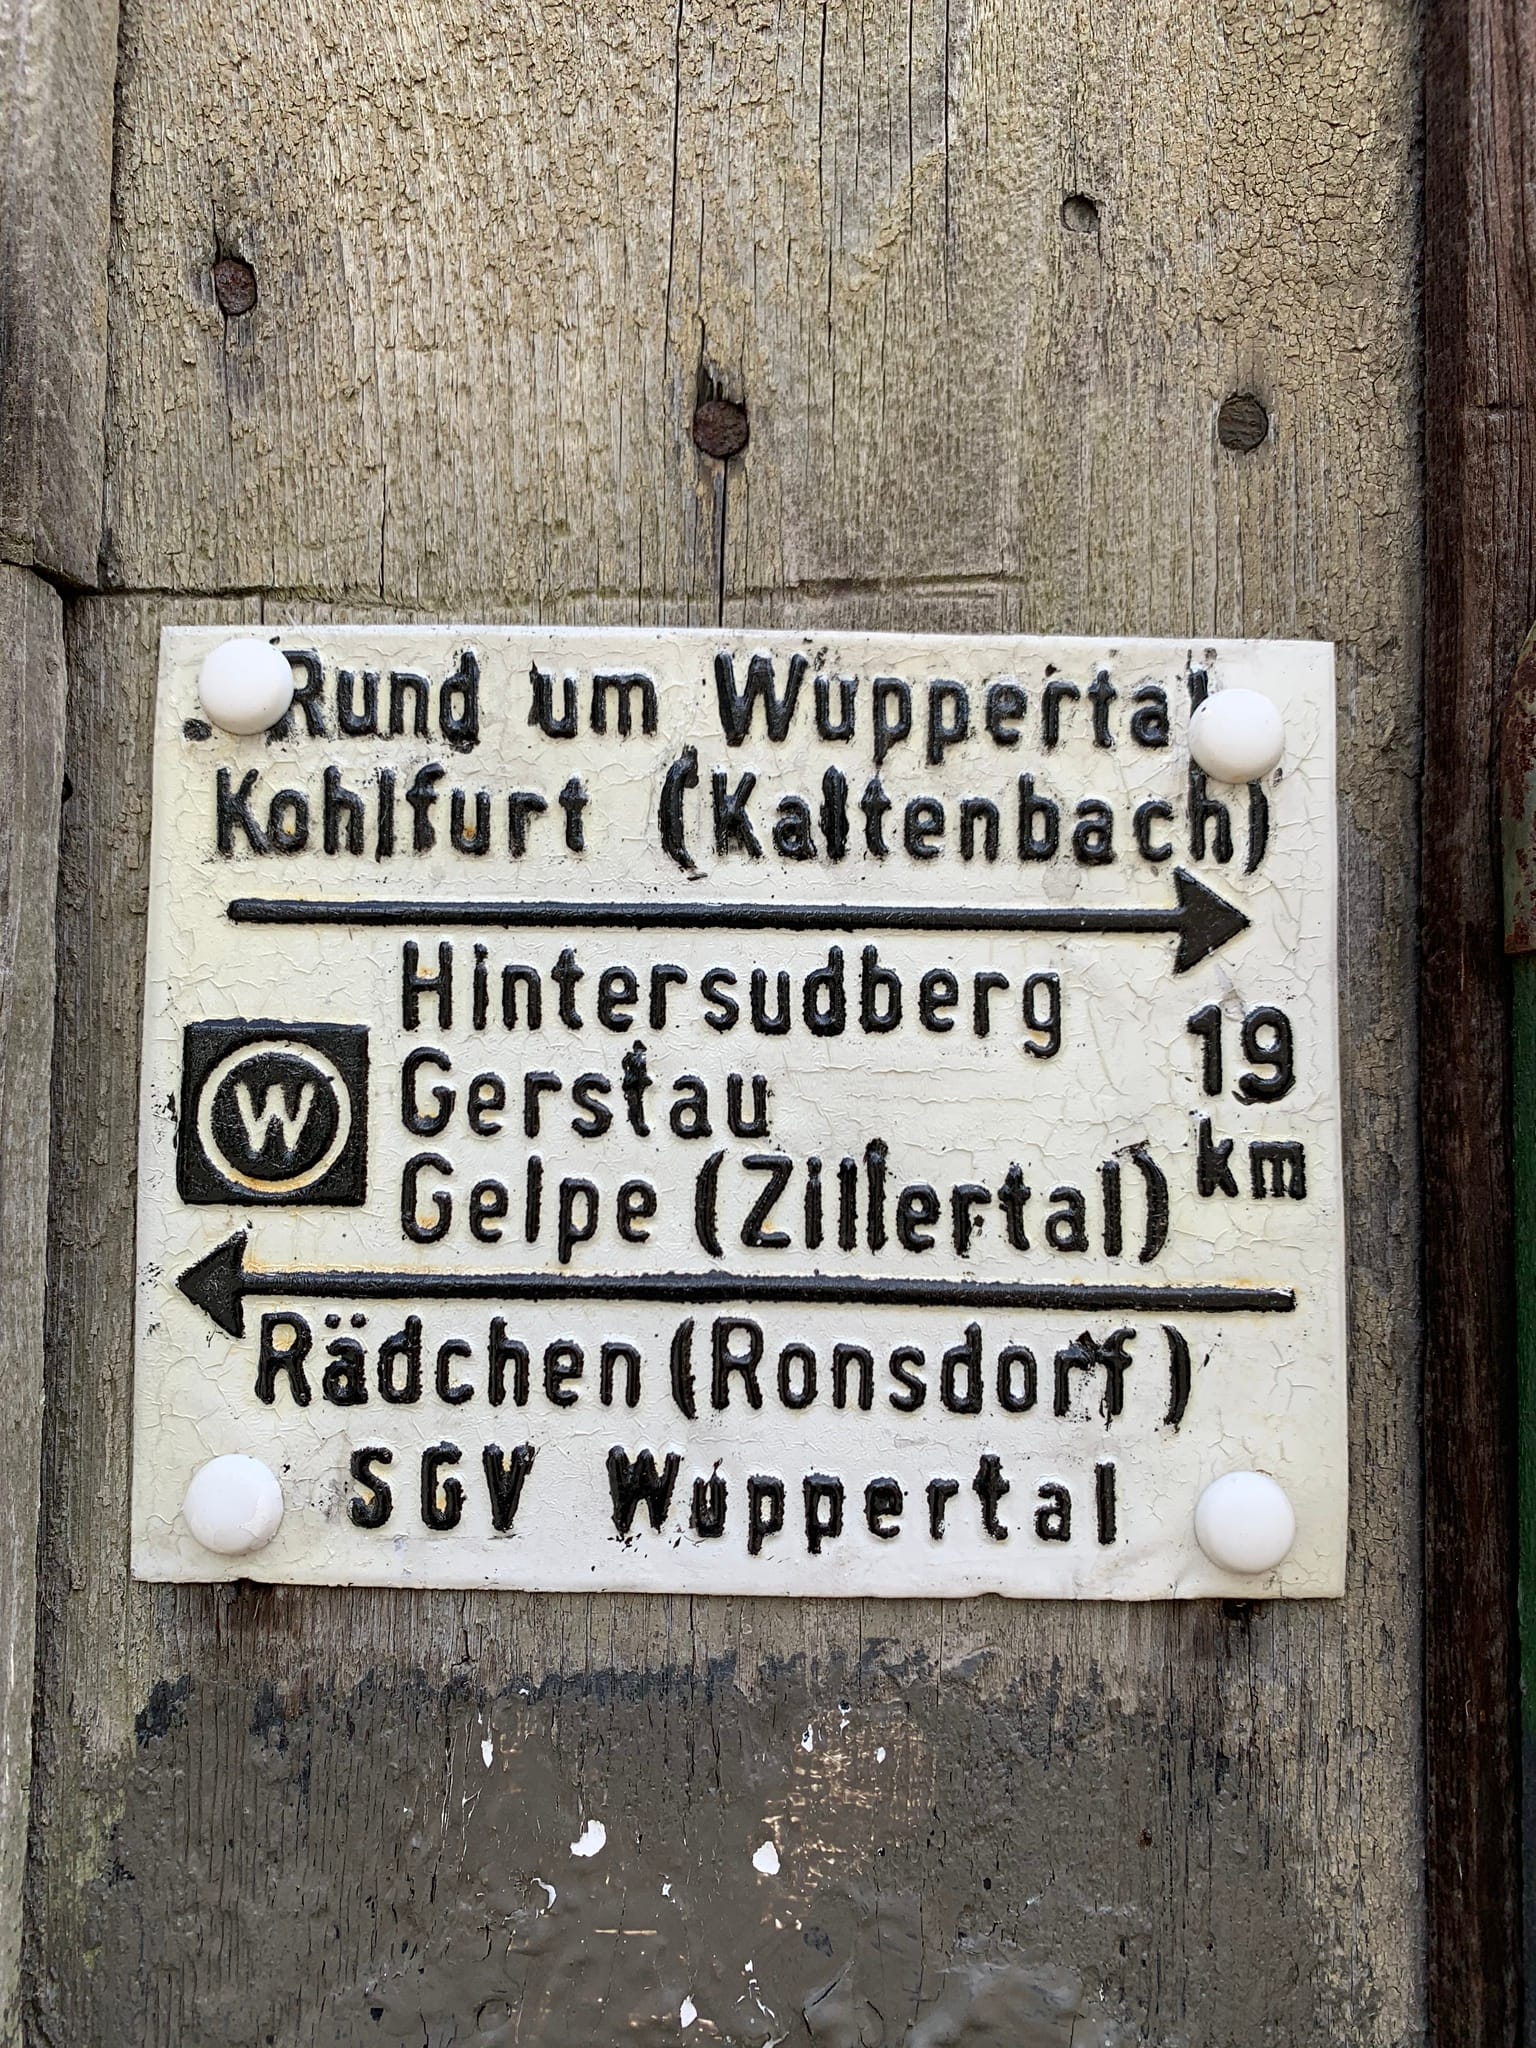 Rund um Wuppertal
Kohlfurt (Kaltenbach)
Hintersudberg
Gerstau
Gelpe (Zillertal)
W
19
km
Rädchen (Ronsdorf)
SGV Wuppertal